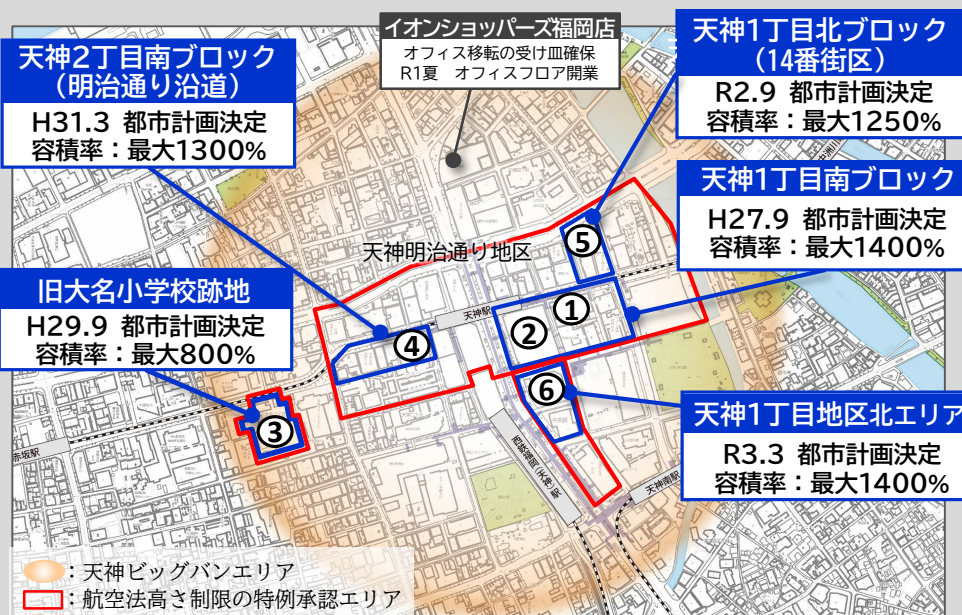 イオンショッパーズ福岡店
オフィス移転の受け皿確保
R1夏 オフィスフロア開業
天神1丁目北ブロック
(14番街区)
R2.9 都市計画決定
容積率：最大1250%
天神2丁目南ブロック
(明治通り沿道)
H31.3 都市計画決定
容積率：最大1300%
天神1丁目南ブロック
H27.9 都市計画決定
容積率：最大1400%
天神明治通り地区
旧大名小学校跡地
H29.9 都市計画決定
容積率：最大800%
天神駅
⑤
①
②
④
③
⑥
天神1丁目地区北エリア
R3.3 都市計画決定
容積率：最大1400%
赤坂駅
西鉄福岡(天神)駅
天神南駅
：天神ビッグバンエリア
：航空法高さ制限の特例承認エリア